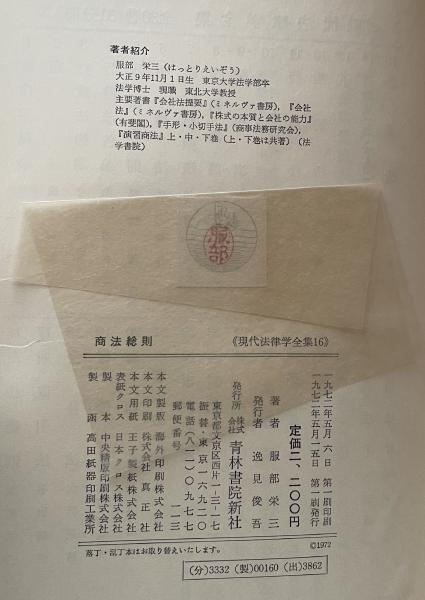 著者紹介
服部　栄三（はっとりえいぞう）
大正９年11月１日生　東京大学法学部卒
法学博士　現職　東北大学教授
主要著書『会社法提要』（ミネルヴァ書房），『会社
法』（ミネルヴァ書房），『株式の本質と会社の能力』
（有斐閣），『手形・小切手法』（商事法務研究会），
『演習商法』上・中・下巻（上・下巻は共著）（法
学書院）
服部
商法総則
《現代法律学全集16》
一九七二年五月　六日　第一刷印刷
一九七二年五月一五日　第一刷発行
定価二、二〇〇円
著　者　服部栄三
発行者　逸見俊吾
発行所　株式会社　青林書院新社
東京都文京区西片一ー三ー一七
振替・東京一六九二〇
電話（八一一）〇九七七
郵便番号　一一三
本文製版　海外印刷株式会社
本文印刷　株式会社真正社
本文用紙　王子製紙株式会社
表紙クロス　日本クロス株式会社
製　本　中央精版印刷株式会社
製　函　高田紙器印刷工業所
©1972
落丁・乱丁本はお取り替えいたします。
(分)3332 (製)00160 (出)3862